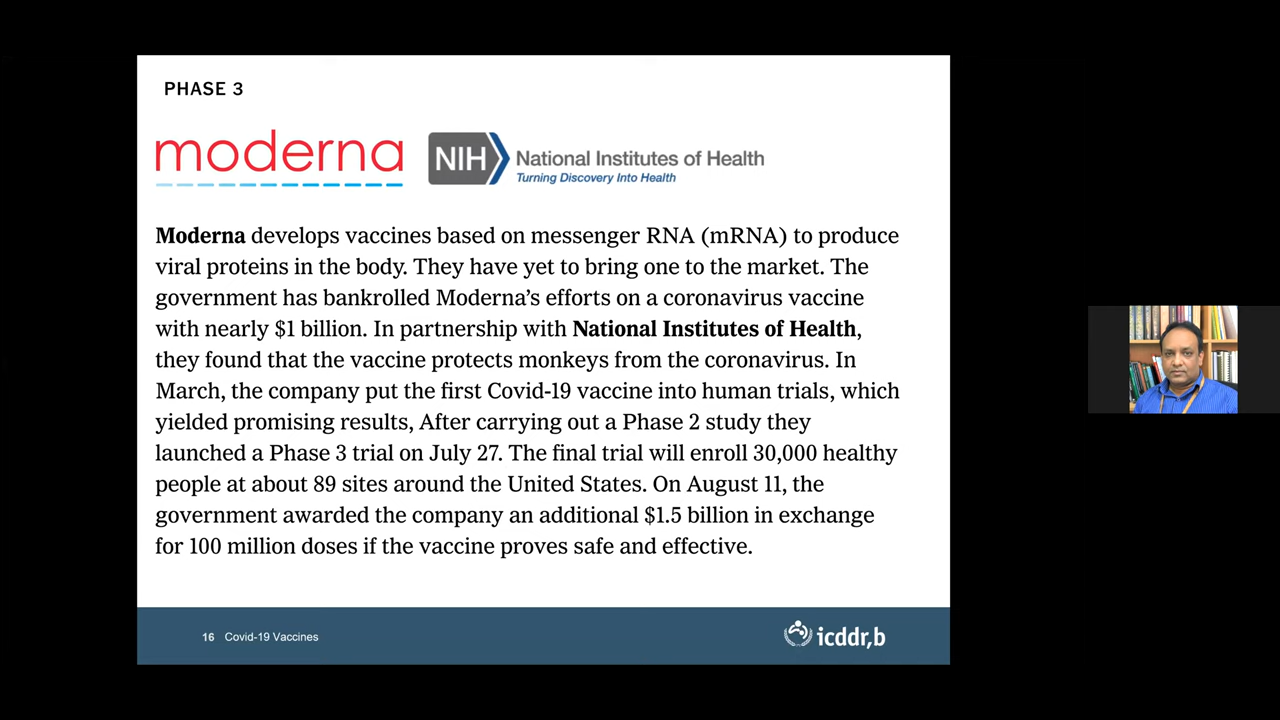 PHASE 3
moderna
NIH National Institutes of Health
Turning Discovery Into Health
Moderna develops vaccines based on messenger RNA (mRNA) to produce
viral proteins in the body. They have yet to bring one to the market. The
government has bankrolled Moderna’s efforts on a coronavirus vaccine
with nearly $1 billion. In partnership with National Institutes of Health,
they found that the vaccine protects monkeys from the coronavirus. In
March, the company put the first Covid-19 vaccine into human trials, which
yielded promising results, After carrying out a Phase 2 study they
launched a Phase 3 trial on July 27. The final trial will enroll 30,000 healthy
people at about 89 sites around the United States. On August 11, the
government awarded the company an additional $1.5 billion in exchange
for 100 million doses if the vaccine proves safe and effective.
16 Covid-19 Vaccines
icddr,b